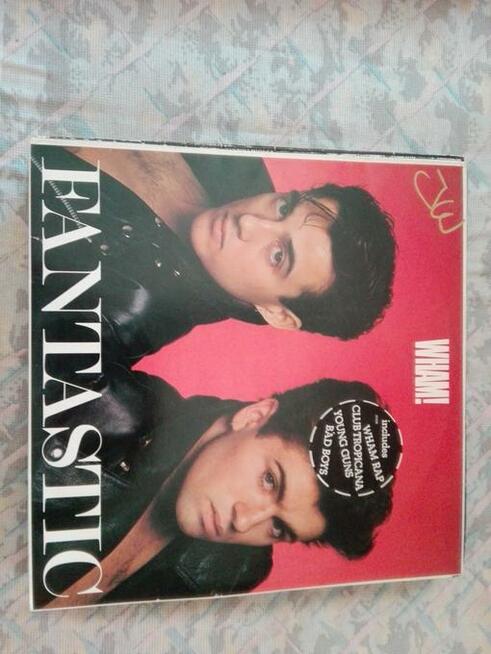 WHAM!
includes
WHAM RAP
CLUB TROPICANA
YOUNG GUNS
BAD BOYS
FANTASTIC